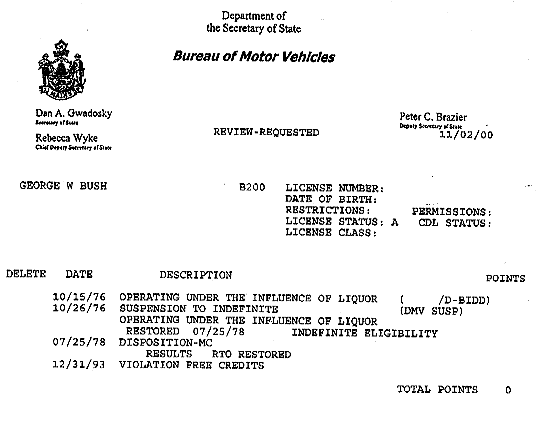 Department of
the Secretary of State
Bureau of Motor Vehicles
Dan A. Gwadosky
Secretary of State
Rebecca Wyke
Chief Deputy Secretary of State
REVIEW-REQUESTED
Peter C. Brazier
Deputy Secretary of State
11/02/00
GEORGE W BUSH B200 LICENSE NUMBER:
DATE OF BIRTH:
RESTRICTIONS: PERMISSIONS:
LICENSE STATUS: A CDL STATUS:
LICENSE CLASS:
DELETE DATE DESCRIPTION POINTS
10/15/76 OPERATING UNDER THE INFLUENCE OF LIQUOR ( /D-BIDD)
10/26/76 SUSPENSION TO INDEFINITE (DMV SUSP)
OPERATING UNDER THE INFLUENCE OF LIQUOR
RESTORED 07/25/78 INDEFINITE ELIGIBILITY
07/25/78 DISPOSITION-MC
RESULTS RTO RESTORED
12/31/93 VIOLATION FREE CREDITS
TOTAL POINTS 0